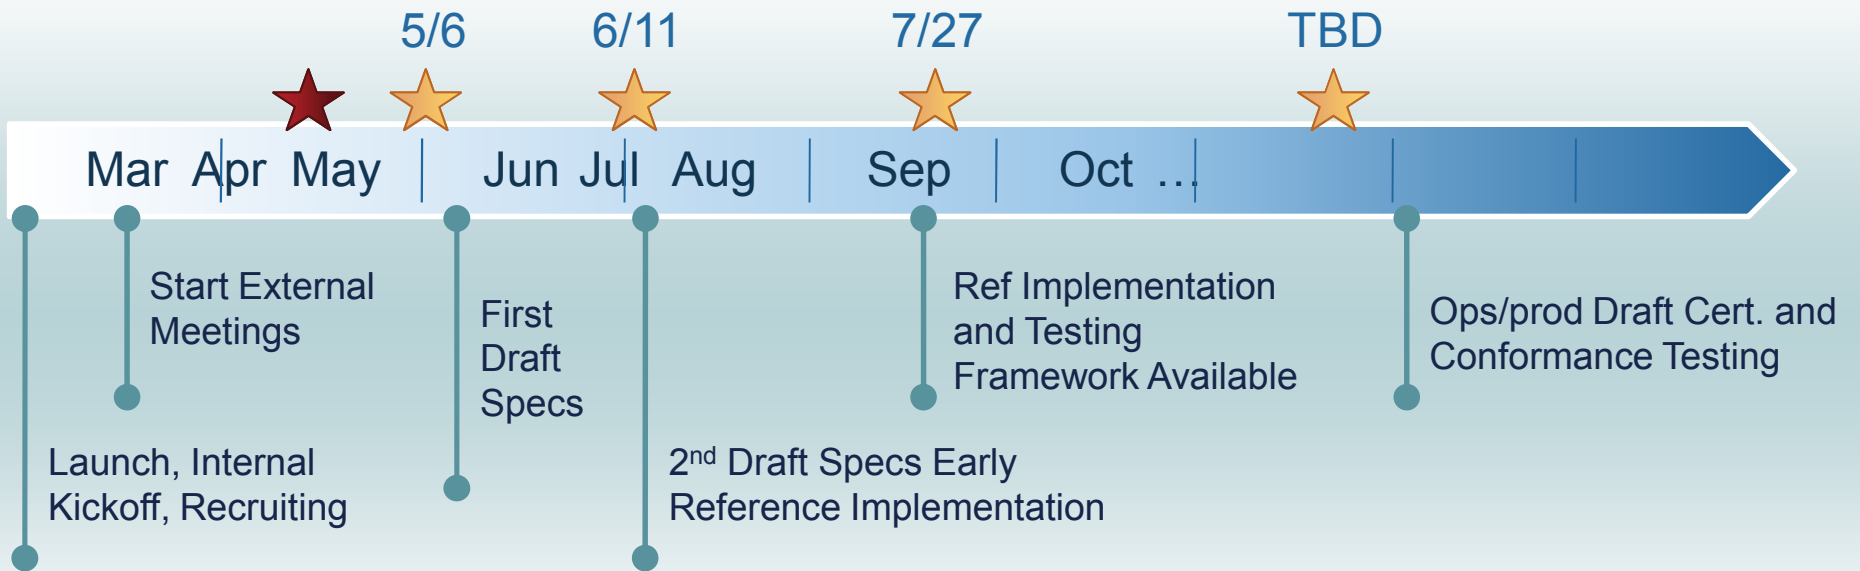 5/6 6/11 7/27 TBD
Mar Apr May Jun Jul Aug Sep Oct ...
Start External
Meetings
First
Draft
Specs
Ref Implementation
and Testing
Framework Available
Ops/prod Draft Cert. and
Conformance Testing
Launch, Internal
Kickoff, Recruiting
2nd Draft Specs Early
Reference Implementation